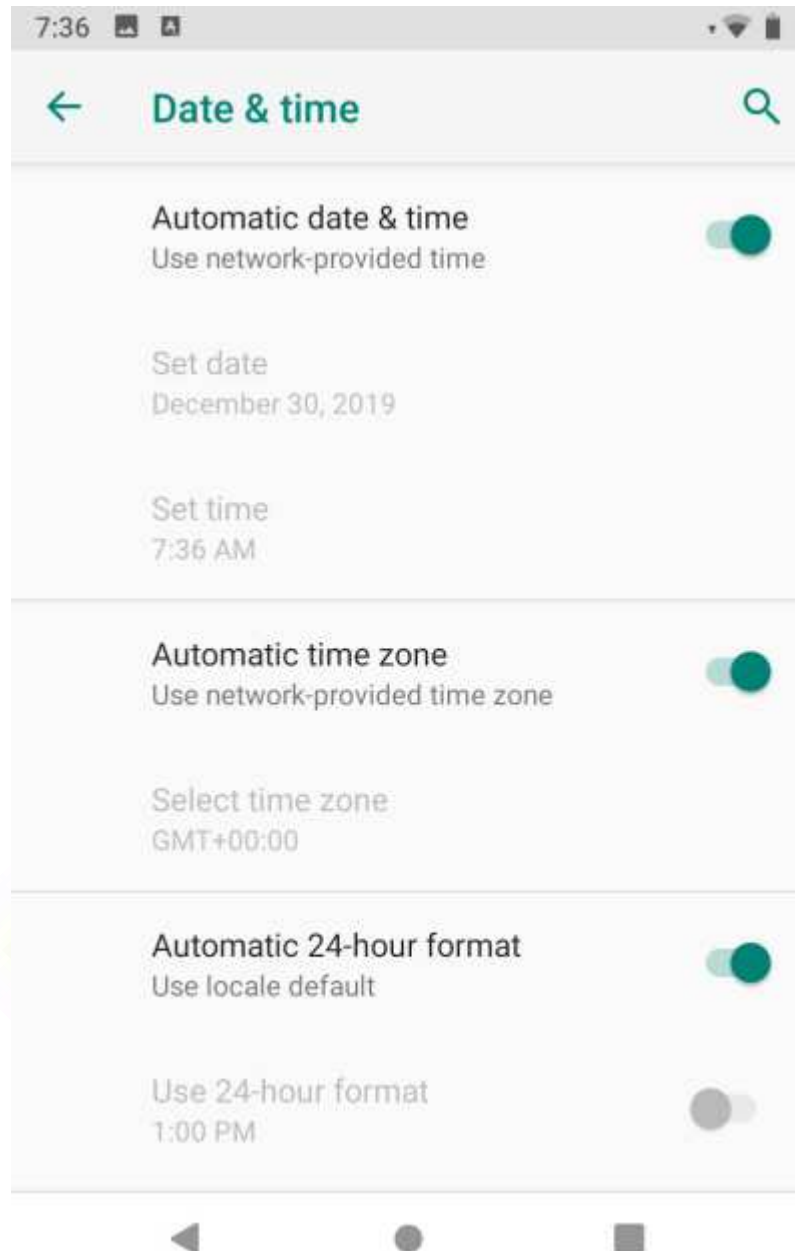 7:36
Date & time
Automatic date & time
Use network-provided time
Set date
December 30, 2019
Set time
7:36 AM
Automatic time zone
Use network-provided time zone
Select time zone
GMT+00:00
Automatic 24-hour format
Use locale default
Use 24-hour format
1:00 PM